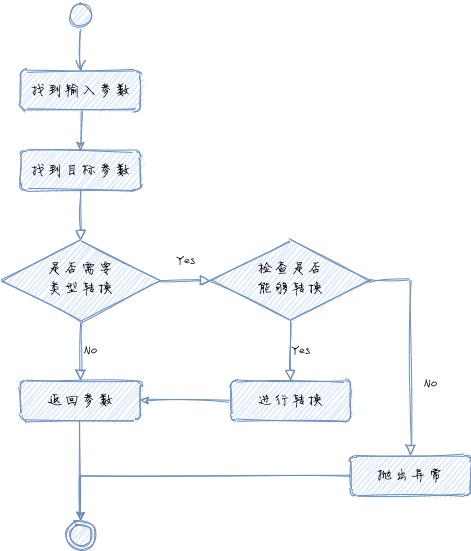 找到输入参数
找到目标参数
是否需要
类型转换
Yes
检查是否
能够转换
No
Yes
No
返回参数
进行转换
抛出异常